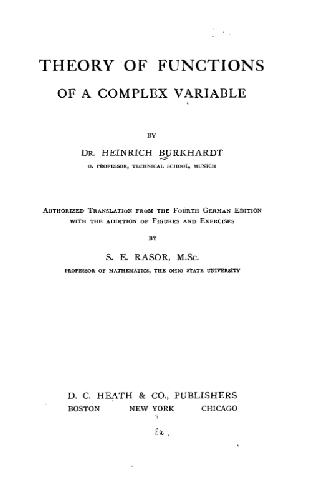 THEORY OF FUNCTIONS
OF A COMPLEX VARIABLE
BY
DR. HEINRICH BURKHARDT
O. PROFESSOR, TECHNICAL SCHOOL, MUNICH
AUTHORIZED TRANSLATION FROM THE FOURTH GERMAN EDITION
WITH THE ADDITION OF FIGURES AND EXERCISES
BY
S. E. RASOR, M.SC.
PROFESSOR OF MATHEMATICS, THE OHIO STATE UNIVERSITY
D. C. HEATH & CO., PUBLISHERS
BOSTON NEW YORK CHICAGO